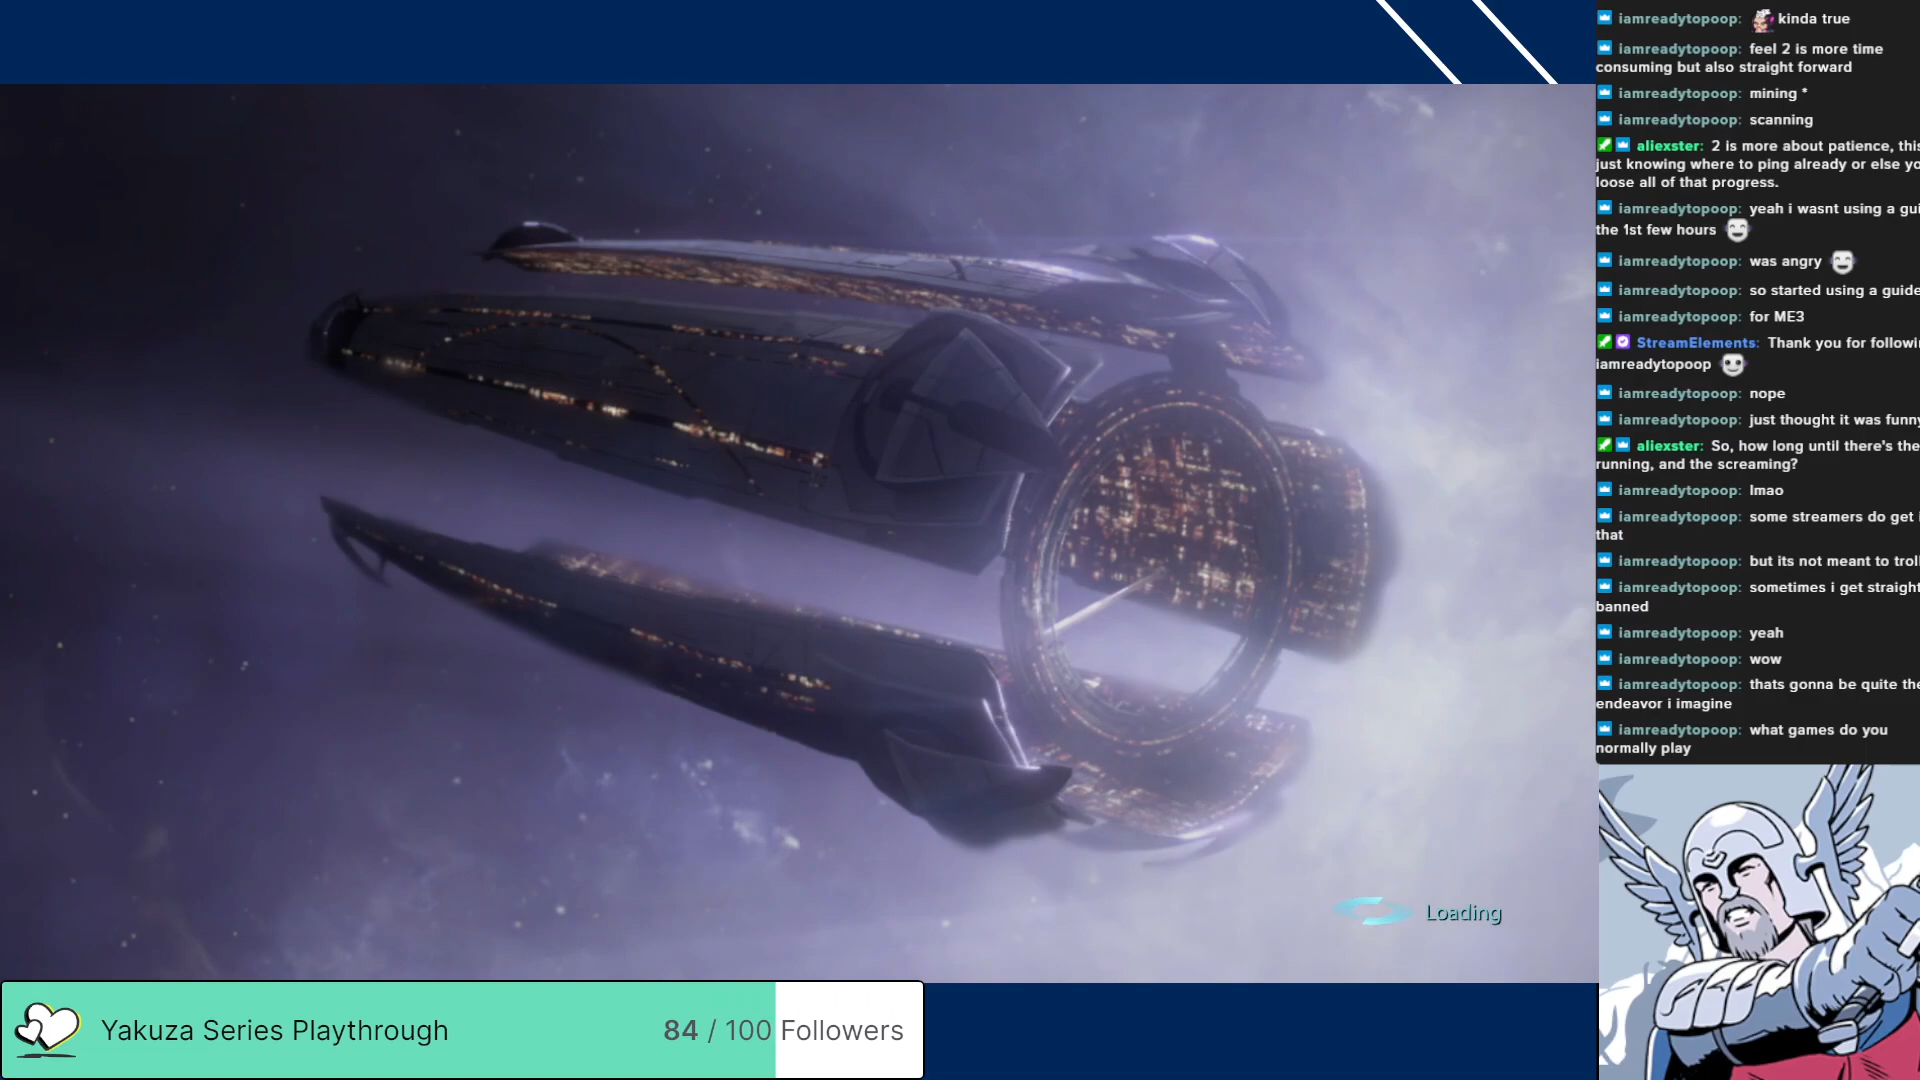 iamreadytopoop: kinda true
iamreadytopoop: feel 2 is more time
consuming but also straight forward
iamreadytopoop: mining *
iamreadytopoop: scanning
aliexster: 2 is more about patience, this
just knowing where to ping already or else yo
loose all of that progress.
iamreadytopoop: yeah i wasnt using a gui
the 1st few hours
iamreadytopoop: was angry
iamreadytopoop: so started using a guide
iamreadytopoop: for ME3
StreamElements: Thank you for followin
iamreadytopoop
iamreadytopoop: nope
iamreadytopoop: just thought it was funny
aliexster: So, how long until there's the
running, and the screaming?
iamreadytopoop: lmao
iamreadytopoop: some streamers do get i
that
iamreadytopoop: but its not meant to troll
iamreadytopoop: sometimes i get straight
banned
iamreadytopoop: yeah
iamreadytopoop: wow
iamreadytopoop: thats gonna be quite the
endeavor i imagine
iamreadytopoop: what games do you
normally play
Loading
Yakuza Series Playthrough 84 / 100 Followers